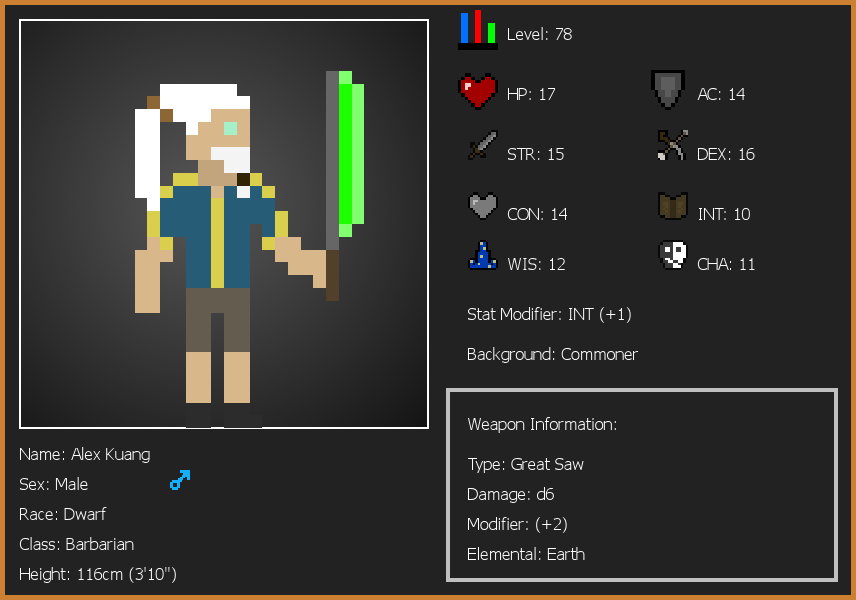 Level: 78
HP: 17
AC: 14
STR: 15
DEX: 16
CON: 14
INT: 10
WIS: 12
CHA: 11
Stat Modifier: INT (+1)
Background: Commoner
Weapon Information:
Type: Great Saw
Damage: d6
Modifier: (+2)
Elemental: Earth
Name: Alex Kuang
Sex: Male
Race: Dwarf
Class: Barbarian
Height: 116cm (3'10")